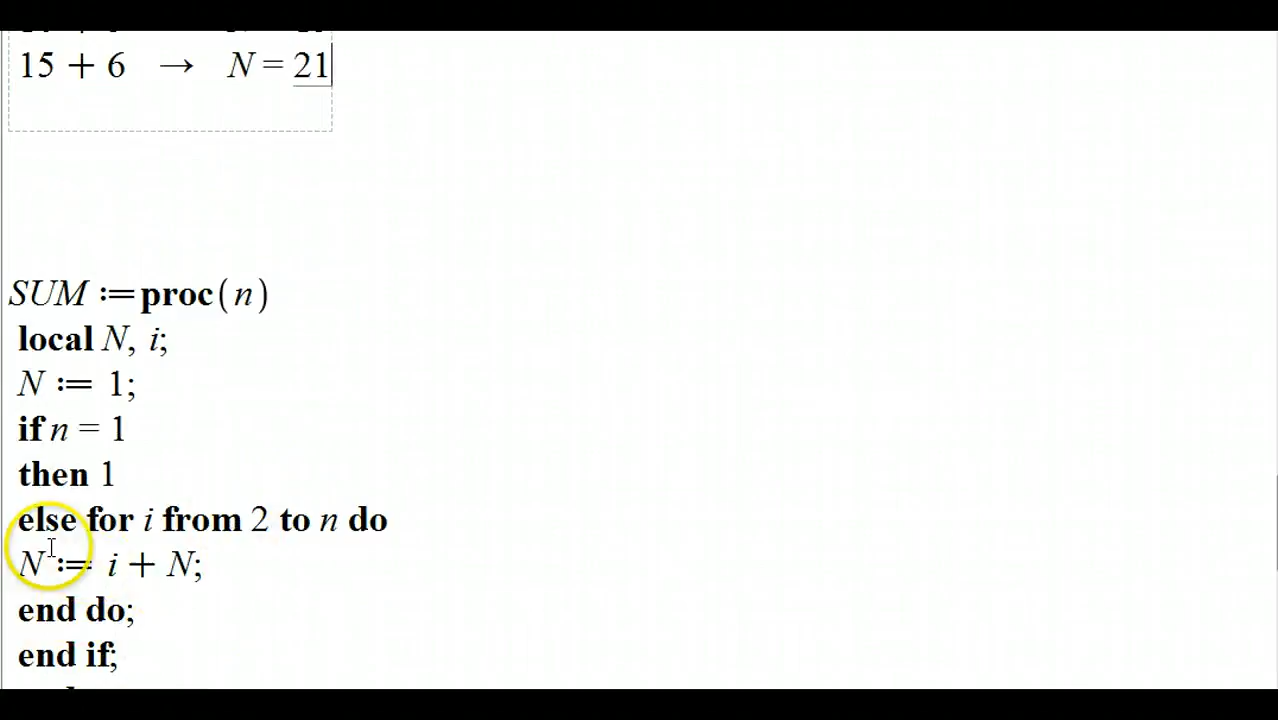 15 + 6 → N = 21
SUM := proc(n)
local N, i;
N := 1;
if n = 1
then 1
else for i from 2 to n do
N := i + N;
end do;
end if;